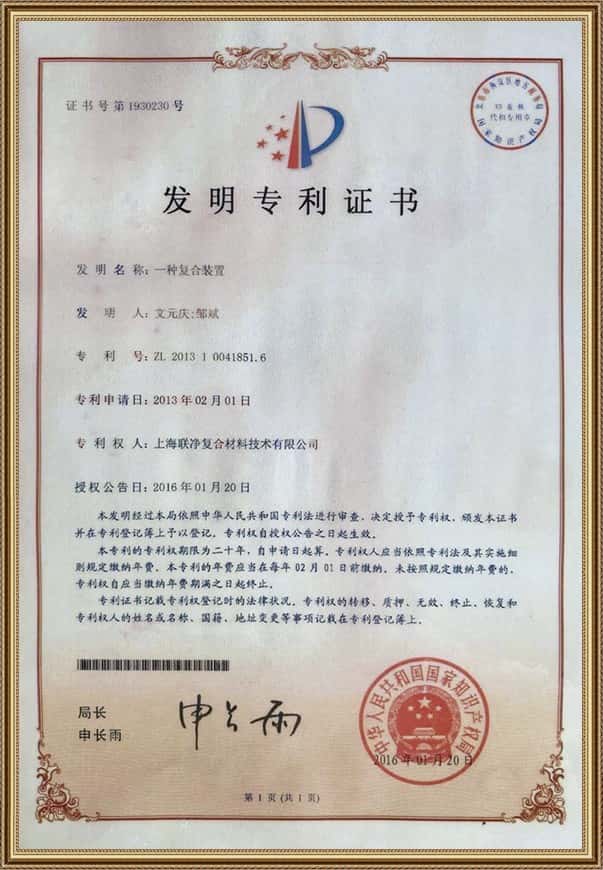 证书号第1930230号
国家知识产权局
代扣专用章
发明专利证书
发明名称：一种复合装置
发 明 人：文元庆;邹斌
专 利 号：ZL 2013 1 0041851.6
专利申请日：2013年02月01日
专利权人：上海联净复合材料技术有限公司
授权公告日：2016年01月20日
本发明经过本局依照中华人民共和国专利法进行审查，决定授予专利权，颁发本证书
并在专利登记簿上予以登记。专利权自授权公告之日起生效。
本专利的专利权期限为二十年，自申请日起算。专利权人应当依照专利法及其实施细
则规定缴纳年费。本专利的年费应当在每年02月01日前缴纳。未按照规定缴纳年费的，
专利权自应当缴纳年费期满之日起终止。
专利证书记载专利权登记时的法律状况。专利权的转移、质押、无效、终止、恢复和
专利权人的姓名或名称、国籍、地址变更等事项记载在专利登记簿上。
局长
申长雨
申长雨
中华人民共和国国家知识产权局
2016年01月20日
第1页(共1页)